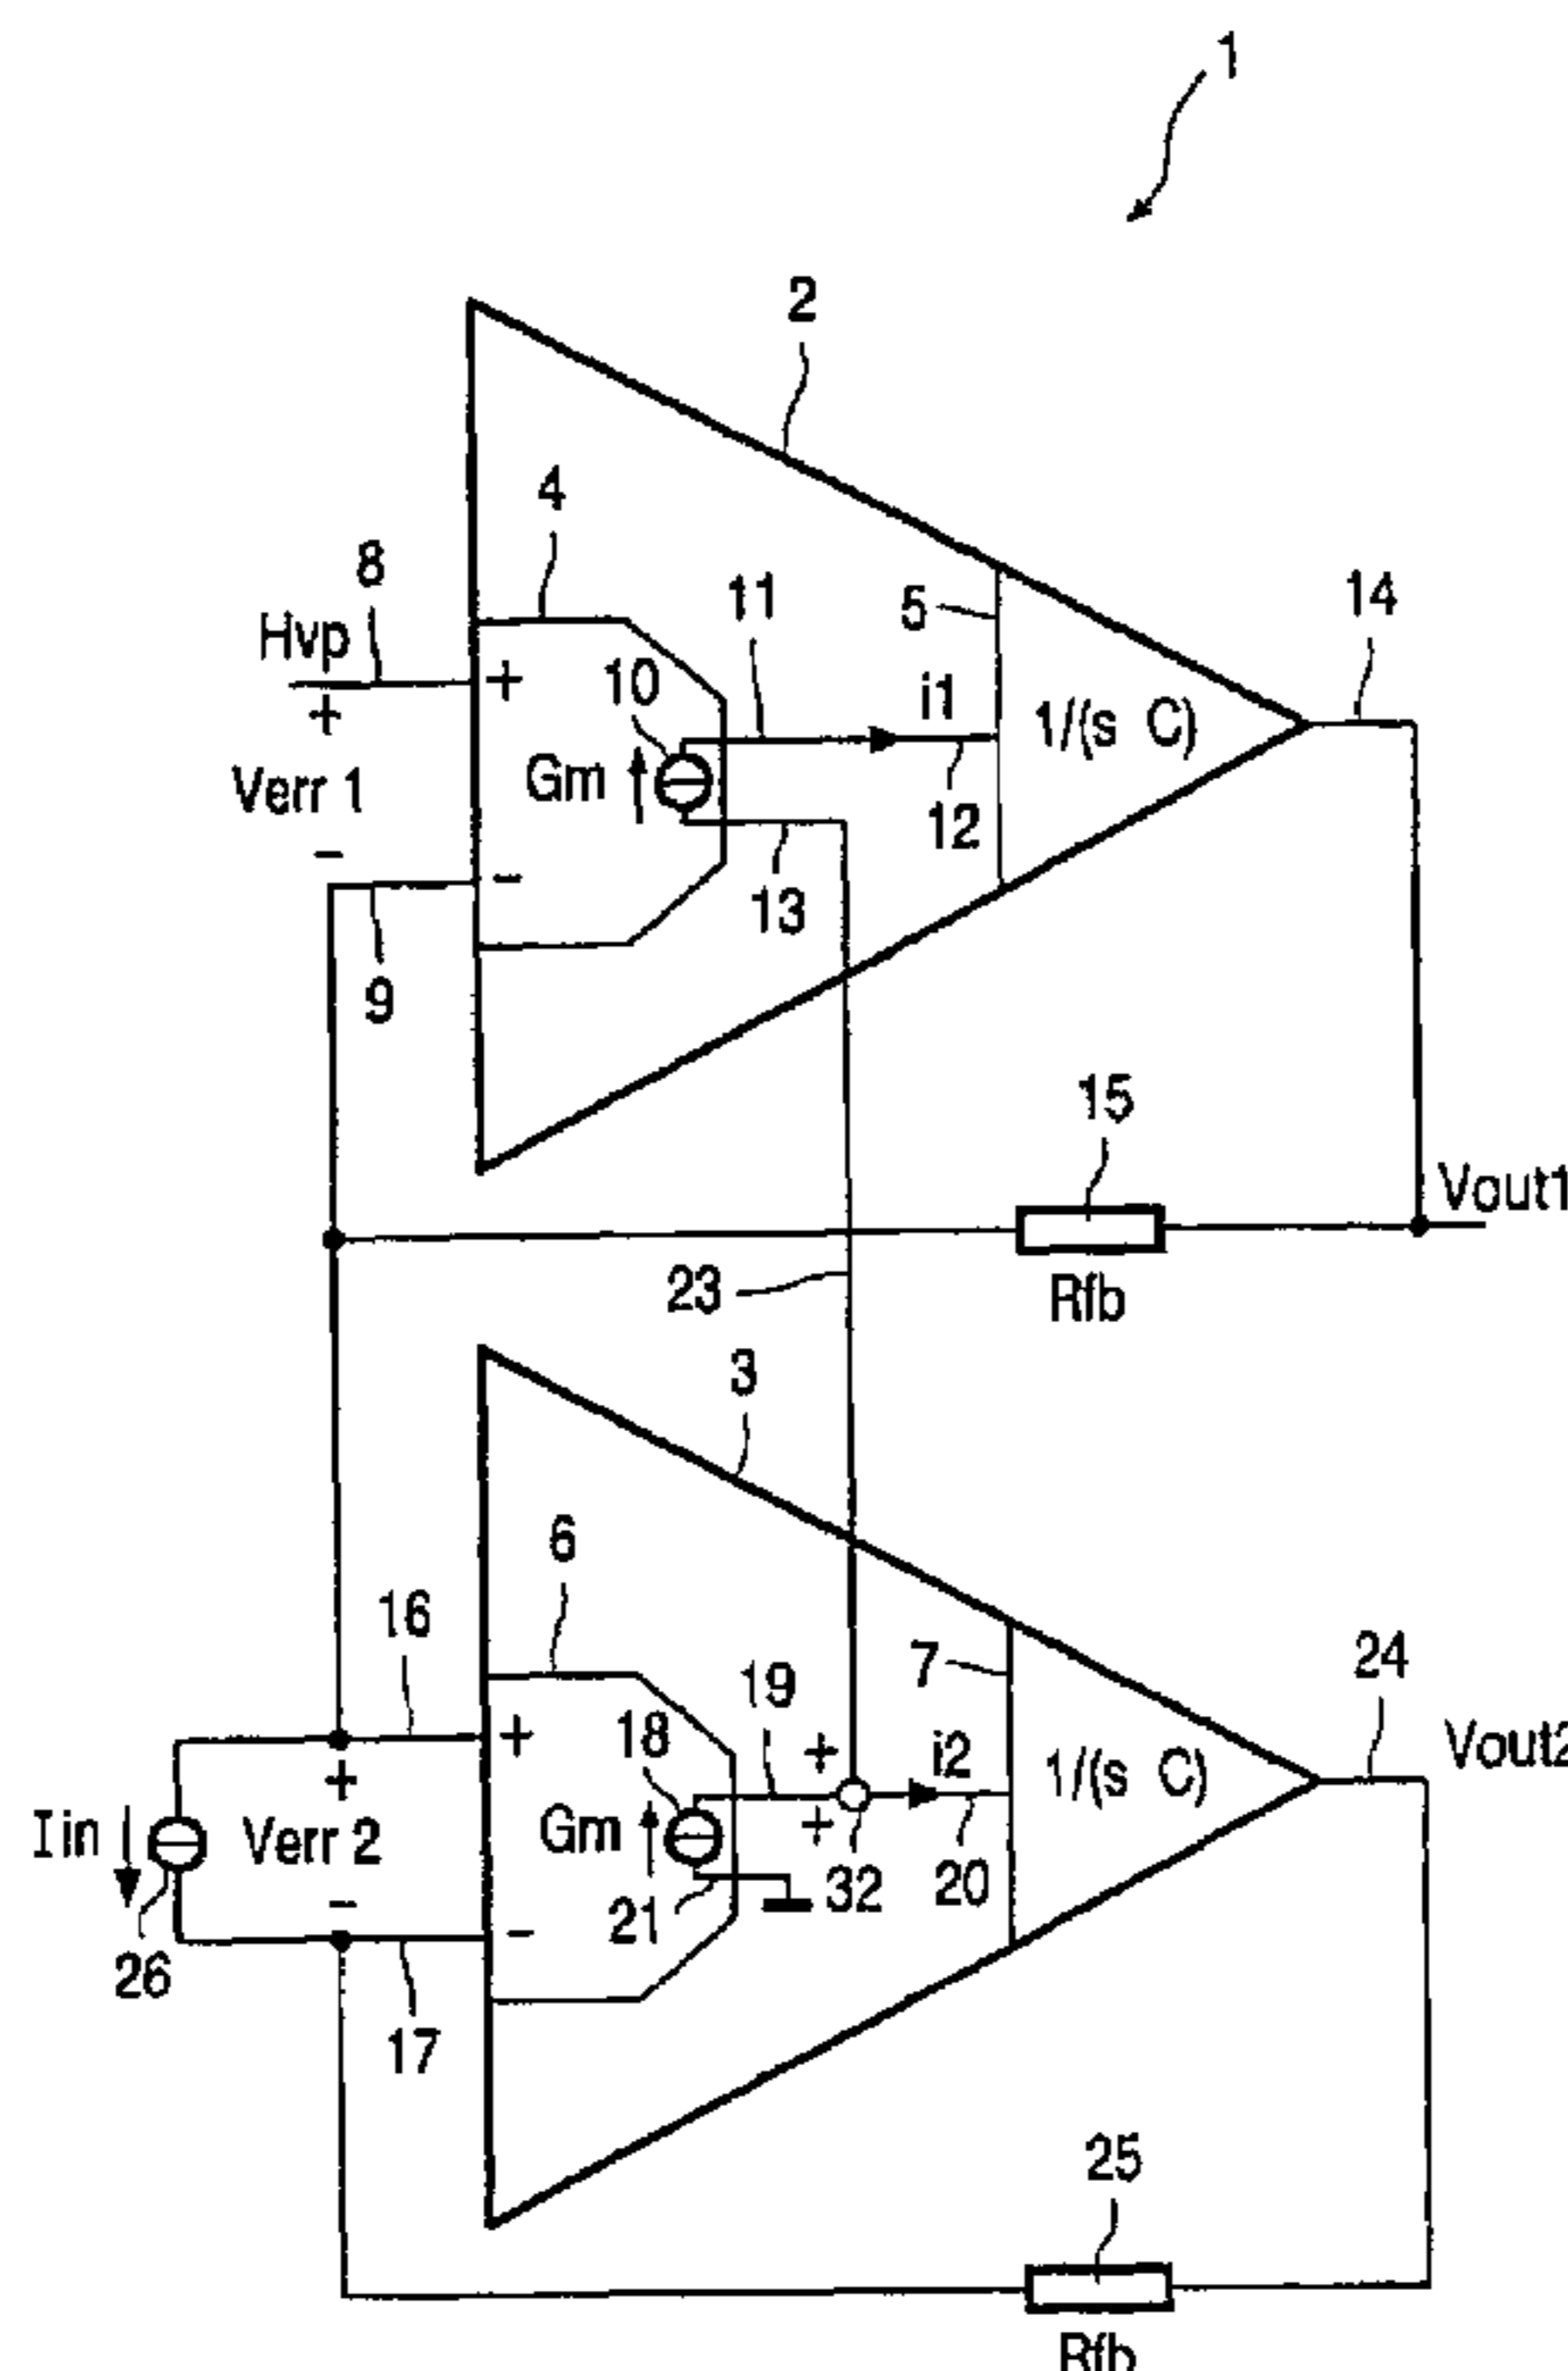 1
2
4
8
Hvp
+
+
10
11
5
i1
14
Verr 1
Gm
1/(s C)
12
-
-
13
9
15
Vout1
23
Rfb
3
6
16
7
19
24
18
+
+
+
i2
Vout2
Iin
Verr 2
Gm
+
1/(s C)
21
32
20
-
-
26
17
25
Rfb